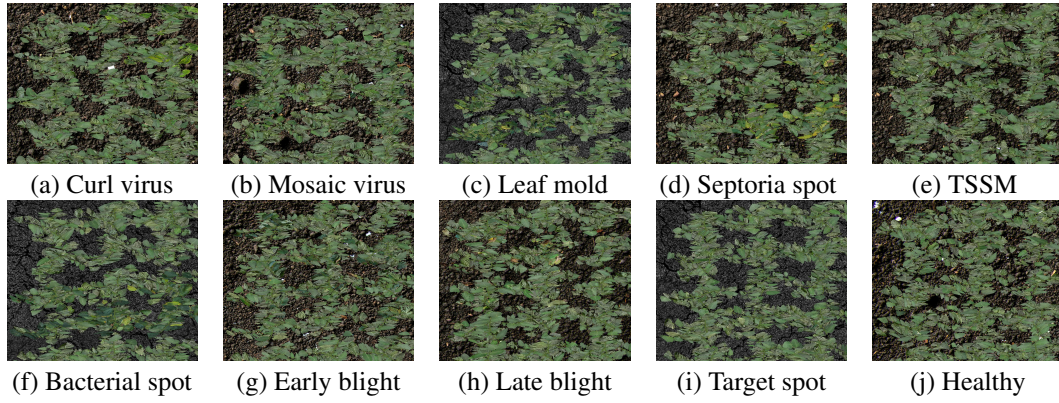 (a) Curl virus (b) Mosaic virus (c) Leaf mold (d) Septoria spot (e) TSSM
(f) Bacterial spot (g) Early blight (h) Late blight (i) Target spot (j) Healthy